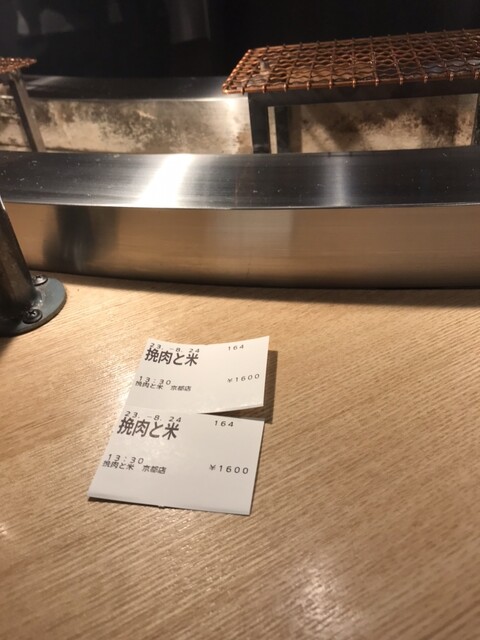 23.-8.24 164
挽肉と米
13:30 ¥1600
挽肉と米 京都店
23.-8.24 164
挽肉と米
13:30
挽肉と米 京都店 ¥1600